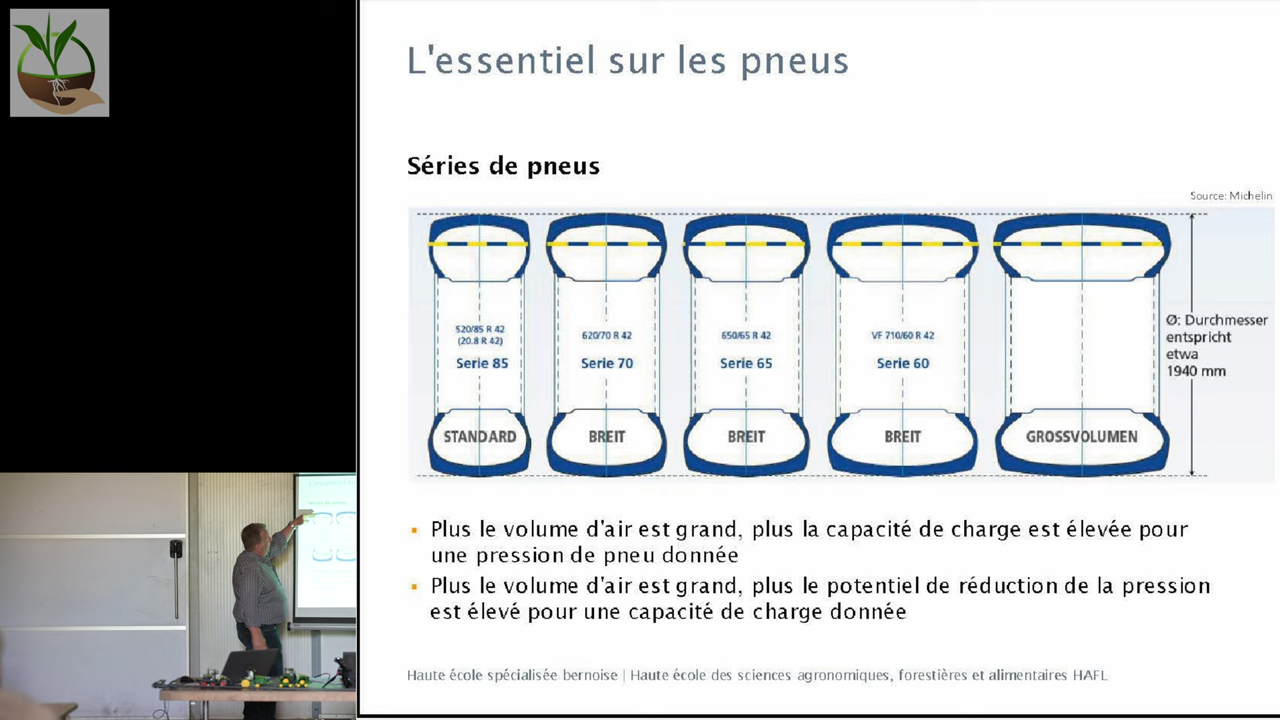 L'essentiel sur les pneus
Séries de pneus
Source: Michelin
520/85 R 42
(20.8 R 42)
Serie 85
STANDARD
620/70 R 42
Serie 70
BREIT
650/65 R 42
Serie 65
BREIT
VF 710/60 R 42
Serie 60
BREIT
GROSSVOLUMEN
Ø: Durchmesser
entspricht
etwa
1940 mm
▪ Plus le volume d'air est grand, plus la capacité de charge est élevée pour
une pression de pneu donnée
▪ Plus le volume d'air est grand, plus le potentiel de réduction de la pression
est élevé pour une capacité de charge donnée
Haute école spécialisée bernoise | Haute école des sciences agronomiques, forestières et alimentaires HAFL